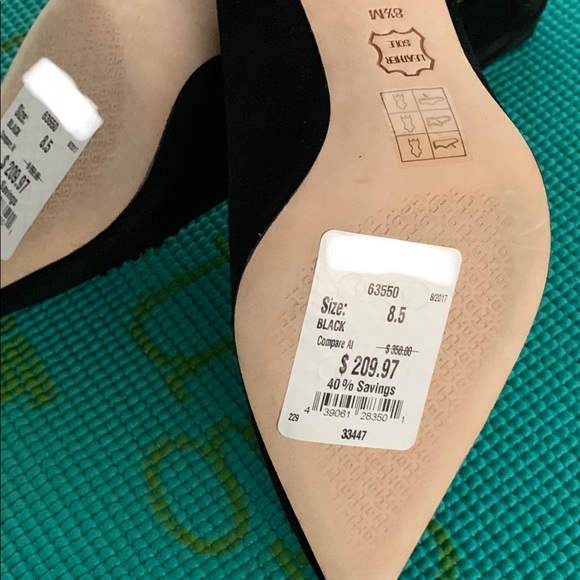 8½M
LEATHER
SOLE
63550
8/2017
Size: 8.5
BLACK
Compare At $ 350.00
$ 209.97
40% Savings
4 39061 28350 1
229
33447
63550
Size: 8.5
BLACK
$ 209.97
Savings